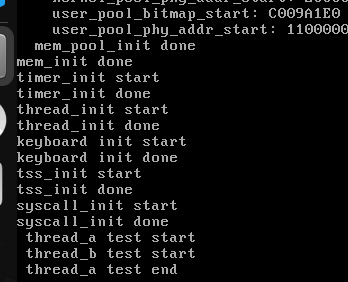 user_pool_bitmap_start: C009A1E0
user_pool_phy_addr_start: 1100000
mem_pool_init done
mem_init done
timer_init start
timer_init done
thread_init start
thread_init done
keyboard init start
keyboard init done
tss_init start
tss_init done
syscall_init start
syscall_init done
thread_a test start
thread_b test start
thread_a test end